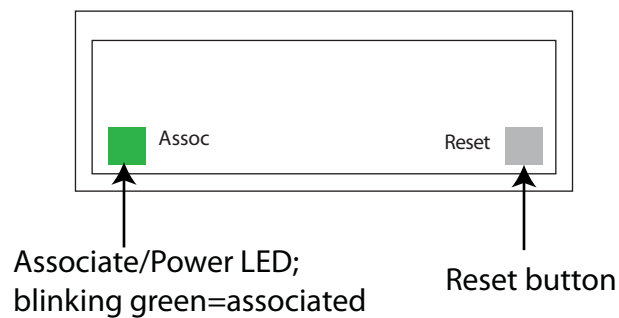 Assoc
Reset
Associate/Power LED;
blinking green=associated
Reset button